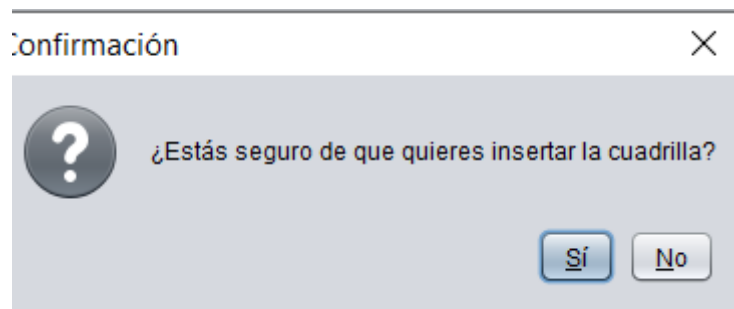 Confirmación
¿Estás seguro de que quieres insertar la cuadrilla?
Sí
No